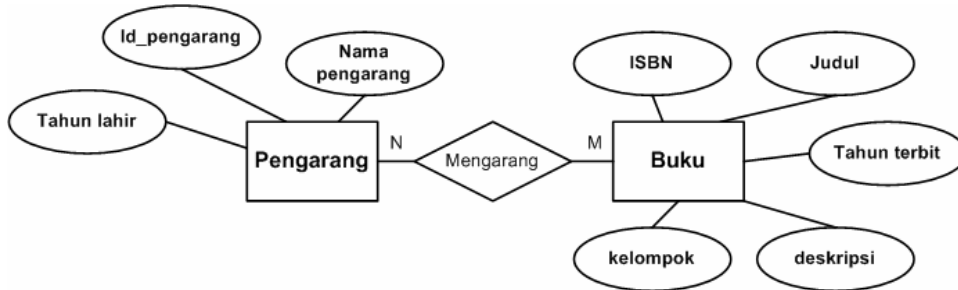 Id_pengarang
Nama
pengarang
ISBN
Judul
Tahun lahir
Pengarang
N
Mengarang
M
Buku
Tahun terbit
kelompok
deskripsi